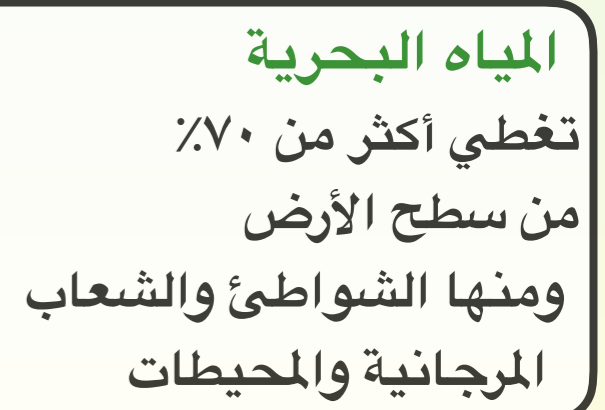 المياه البحرية
تغطي أكثر من ٧٠٪
من سطح الأرض
ومنها الشواطئ والشعاب
المرجانية والمحيطات